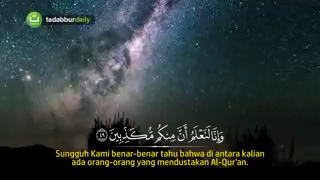 tadabburdaily
وَإِنَّا لَنَعْلَمُ أَنَّ مِنكُم مُّكَذِّبِينَ ﴿٤٩﴾
Sungguh Kami benar-benar tahu bahwa di antara kalian
ada orang-orang yang mendustakan Al-Qur'an.